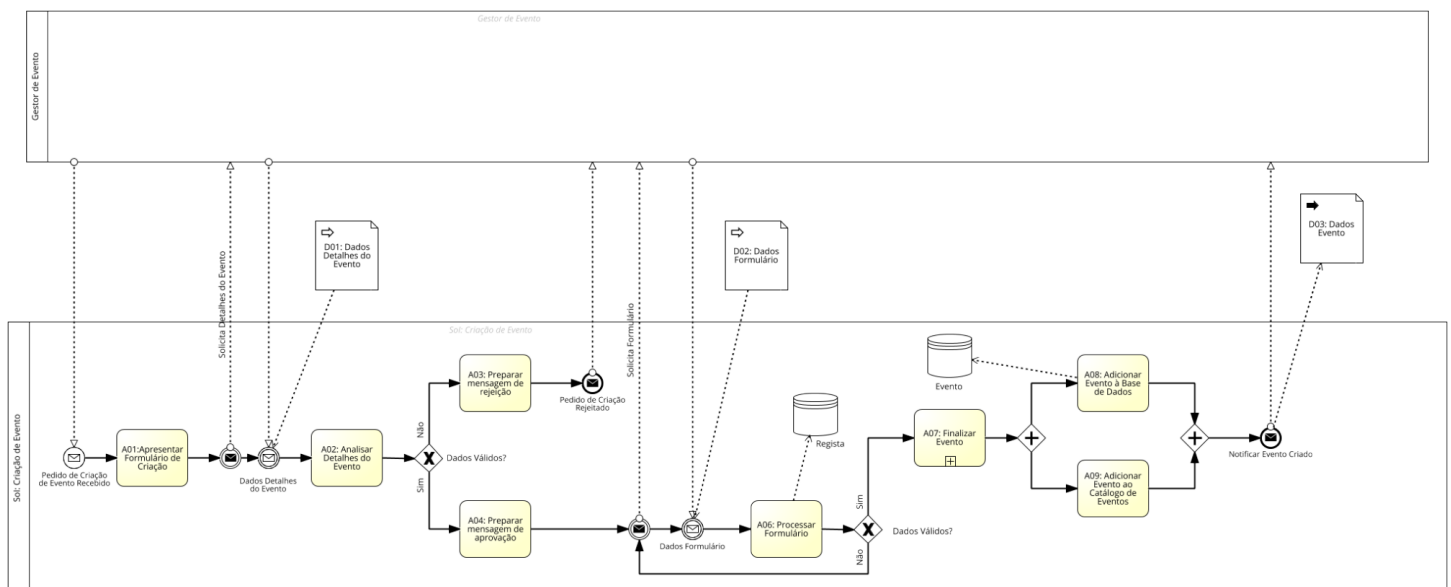 Gestor de Evento
Gestor de Evento
D03: Dados
Evento
D01: Dados
Detalhes do
Evento
D02: Dados
Formulário
Solicita Detalhes do Evento
Solicita Formulário
Sol: Criação de Evento
Sol: Criação de Evento
Pedido de Criação
de Evento Recebido
A01:Apresentar
Formulário de
Criação
Dados Detalhes
do Evento
A02: Analisar
Detalhes do
Evento
Dados Válidos?
Não
Sim
A03: Preparar
mensagem de
rejeição
Pedido de Criação
Rejeitado
A04: Preparar
mensagem de
aprovação
Dados Formulário
A06: Processar
Formulário
Regista
Dados Válidos?
Sim
Não
A07: Finalizar
Evento
Evento
A08: Adicionar
Evento à Base
de Dados
A09: Adicionar
Evento ao
Catálogo de
Eventos
Notificar Evento Criado